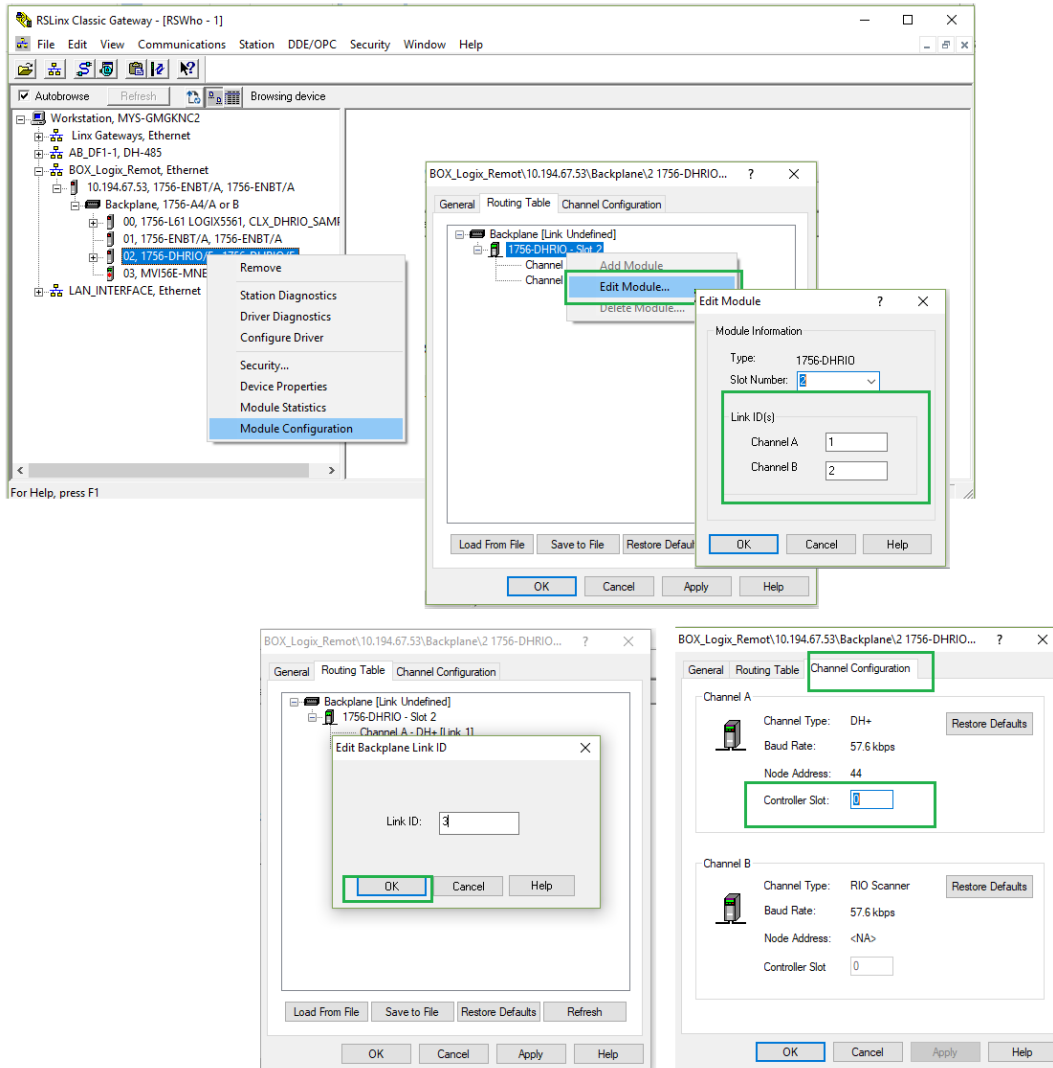 RSLinx Classic Gateway - [RSWho - 1]
File Edit View Communications Station DDE/OPC Security Window Help
Autobrowse Refresh Browsing device
Workstation, MYS-GMGKNC2
Linx Gateways, Ethernet
AB_DF1-1, DH-485
BOX_Logix_Remot, Ethernet
10.194.67.53, 1756-ENBT/A, 1756-ENBT/A
Backplane, 1756-A4/A or B
00, 1756-L61 LOGIX5561, CLX_DHRIO_SAMF
01, 1756-ENBT/A, 1756-ENBT/A
02, 1756-DHRIO/
03, MVI56E-MNE
LAN_INTERFACE, Ethernet
Remove
Station Diagnostics
Driver Diagnostics
Configure Driver
Security...
Device Properties
Module Statistics
Module Configuration
For Help, press F1
BOX_Logix_Remot\10.194.67.53\Backplane\2 1756-DHRIO... ?
General Routing Table Channel Configuration
Backplane [Link Undefined]
1756-DHRIO - Slot 2
Channel
Channel
Add Module
Edit Module...
Delete Module....
Load From File Save to File Restore Defau
OK Cancel Apply Help
Edit Module ?
Module Information
Type: 1756-DHRIO
Slot Number: 2
Link ID(s)
Channel A 1
Channel B 2
OK Cancel Help
BOX_Logix_Remot\10.194.67.53\Backplane\2 1756-DHRIO... ?
General Routing Table Channel Configuration
Backplane [Link Undefined]
1756-DHRIO - Slot 2
Channel A - DH+ [Link 1]
Edit Backplane Link ID
Link ID: 3
OK Cancel Help
Load From File Save to File Restore Defaults Refresh
OK Cancel Apply Help
BOX_Logix_Remot\10.194.67.53\Backplane\2 1756-DHRIO... ?
General Routing Table Channel Configuration
Channel A
Channel Type: DH+ Restore Defaults
Baud Rate: 57.6 kbps
Node Address: 44
Controller Slot: 0
Channel B
Channel Type: RIO Scanner Restore Defaults
Baud Rate: 57.6 kbps
Node Address: <NA>
Controller Slot 0
OK Cancel Apply Help